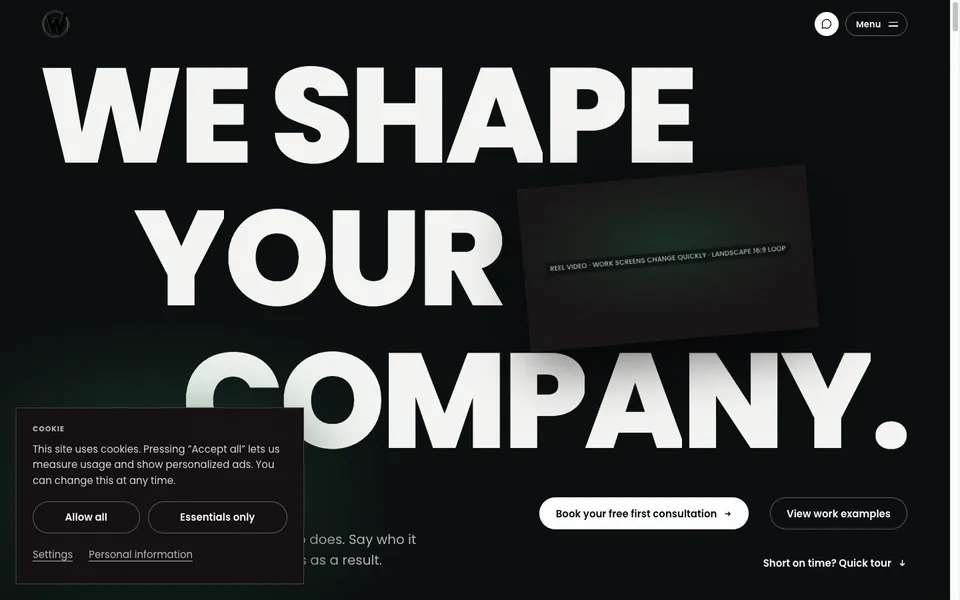 W
Menu
WE SHAPE
YOUR
REEL VIDEO · WORK SCREENS CHANGE QUICKLY · LANDSCAPE 16:9 LOOP
COMPANY.
COOKIE
This site uses cookies. Pressing “Accept all” lets us
measure usage and show personalized ads. You
can change this at any time.
Allow all
Essentials only
Settings
Personal information
does. Say who it
as a result.
Book your free first consultation →
View work examples
Short on time? Quick tour ↓